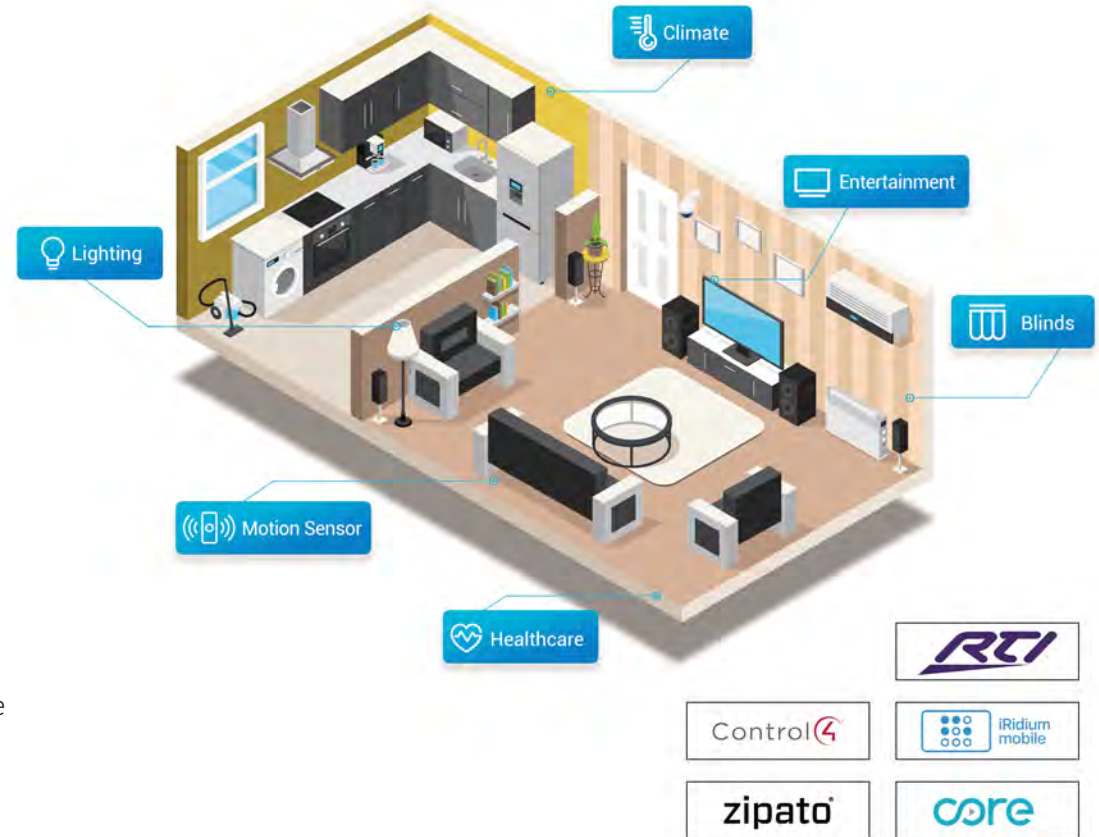 Climate
Entertainment
Lighting
Blinds
Motion Sensor
Healthcare
RTI
e
Control4
iRidium
mobile
zipato
core